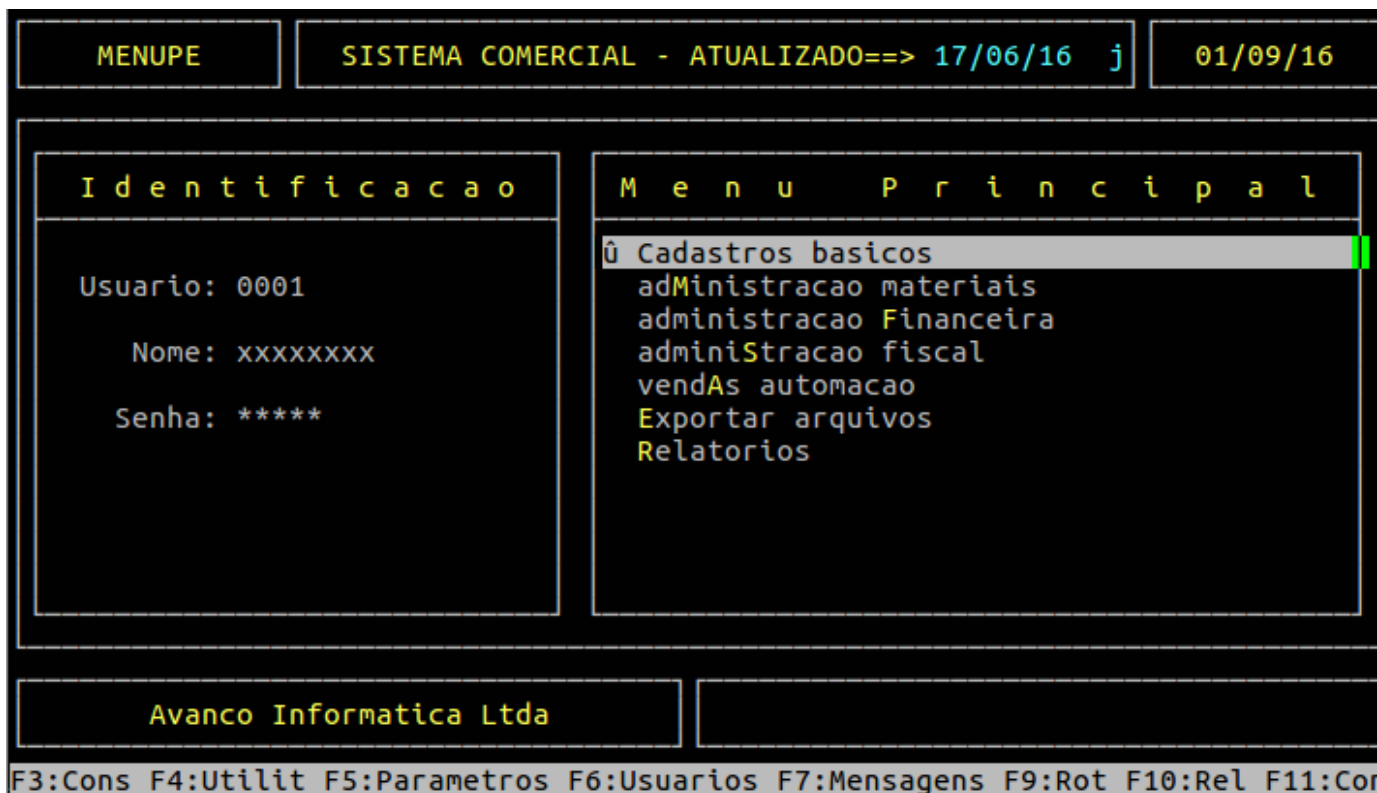 MENUPE
SISTEMA COMERCIAL - ATUALIZADO==> 17/06/16 j
01/09/16
I d e n t i f i c a c a o
Usuario: 0001
Nome: xxxxxxxx
Senha: *****
M e n u   P r i n c i p a l
û Cadastros basicos
adMinistracao materiais
administracao Financeira
adminiStracao fiscal
vendAs automacao
Exportar arquivos
Relatorios
Avanco Informatica Ltda
F3:Cons F4:Utilit F5:Parametros F6:Usuarios F7:Mensagens F9:Rot F10:Rel F11:Con